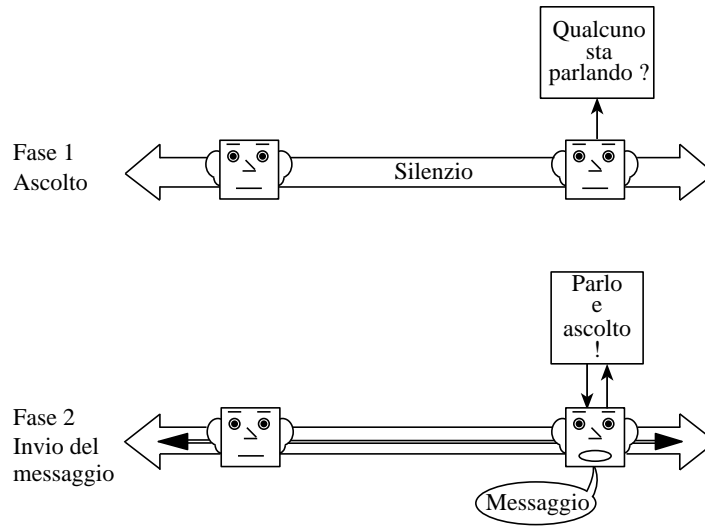 Qualcuno
sta
parlando ?
Fase 1
Ascolto
Silenzio
Parlo
e
ascolto
!
Fase 2
Invio del
messaggio
Messaggio